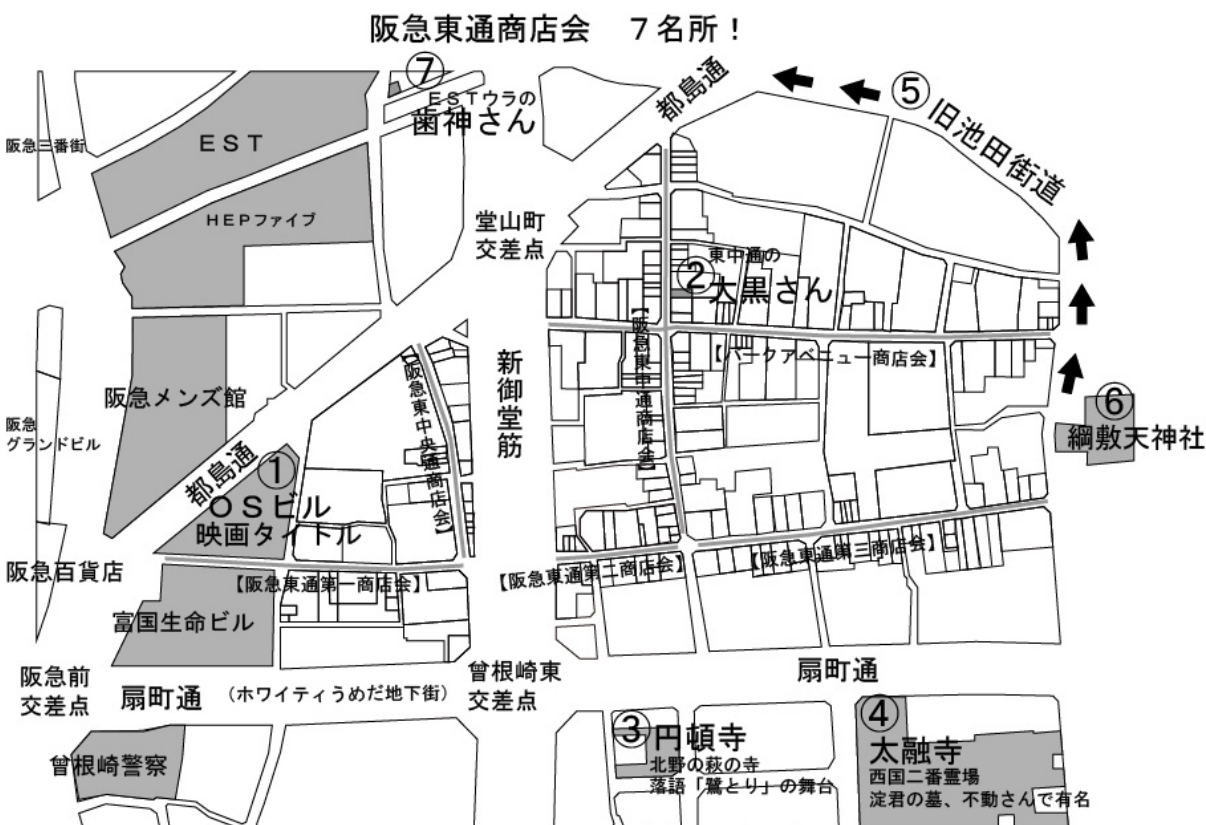 阪急東通商店会　７名所！
⑦
ＥＳＴウラの
歯神さん
都島通
⑤
旧池田街道
阪急三番街
ＥＳＴ
ＨＥＰファイブ
堂山町
交差点
東中通の
②
大黒さん
【阪急東中通商店会】
【パークアベニュー商店会】
新御堂筋
【阪急東中央通商店会】
阪急メンズ館
阪急
グランドビル
⑥
綱敷天神社
都島通
①
ＯＳビル
映画タイトル
阪急百貨店
【阪急東通第一商店会】
【阪急東通第二商店会】
【阪急東通第三商店会】
富国生命ビル
阪急前
交差点
扇町通
（ホワイティうめだ地下街）
曾根崎東
交差点
扇町通
曾根崎警察
③
円頓寺
北野の萩の寺
落語「鷺とり」の舞台
④
太融寺
西国二番霊場
淀君の墓、不動さんで有名